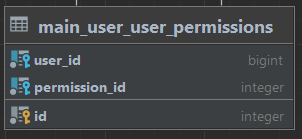 main_user_user_permissions
user_id bigint
permission_id integer
id integer